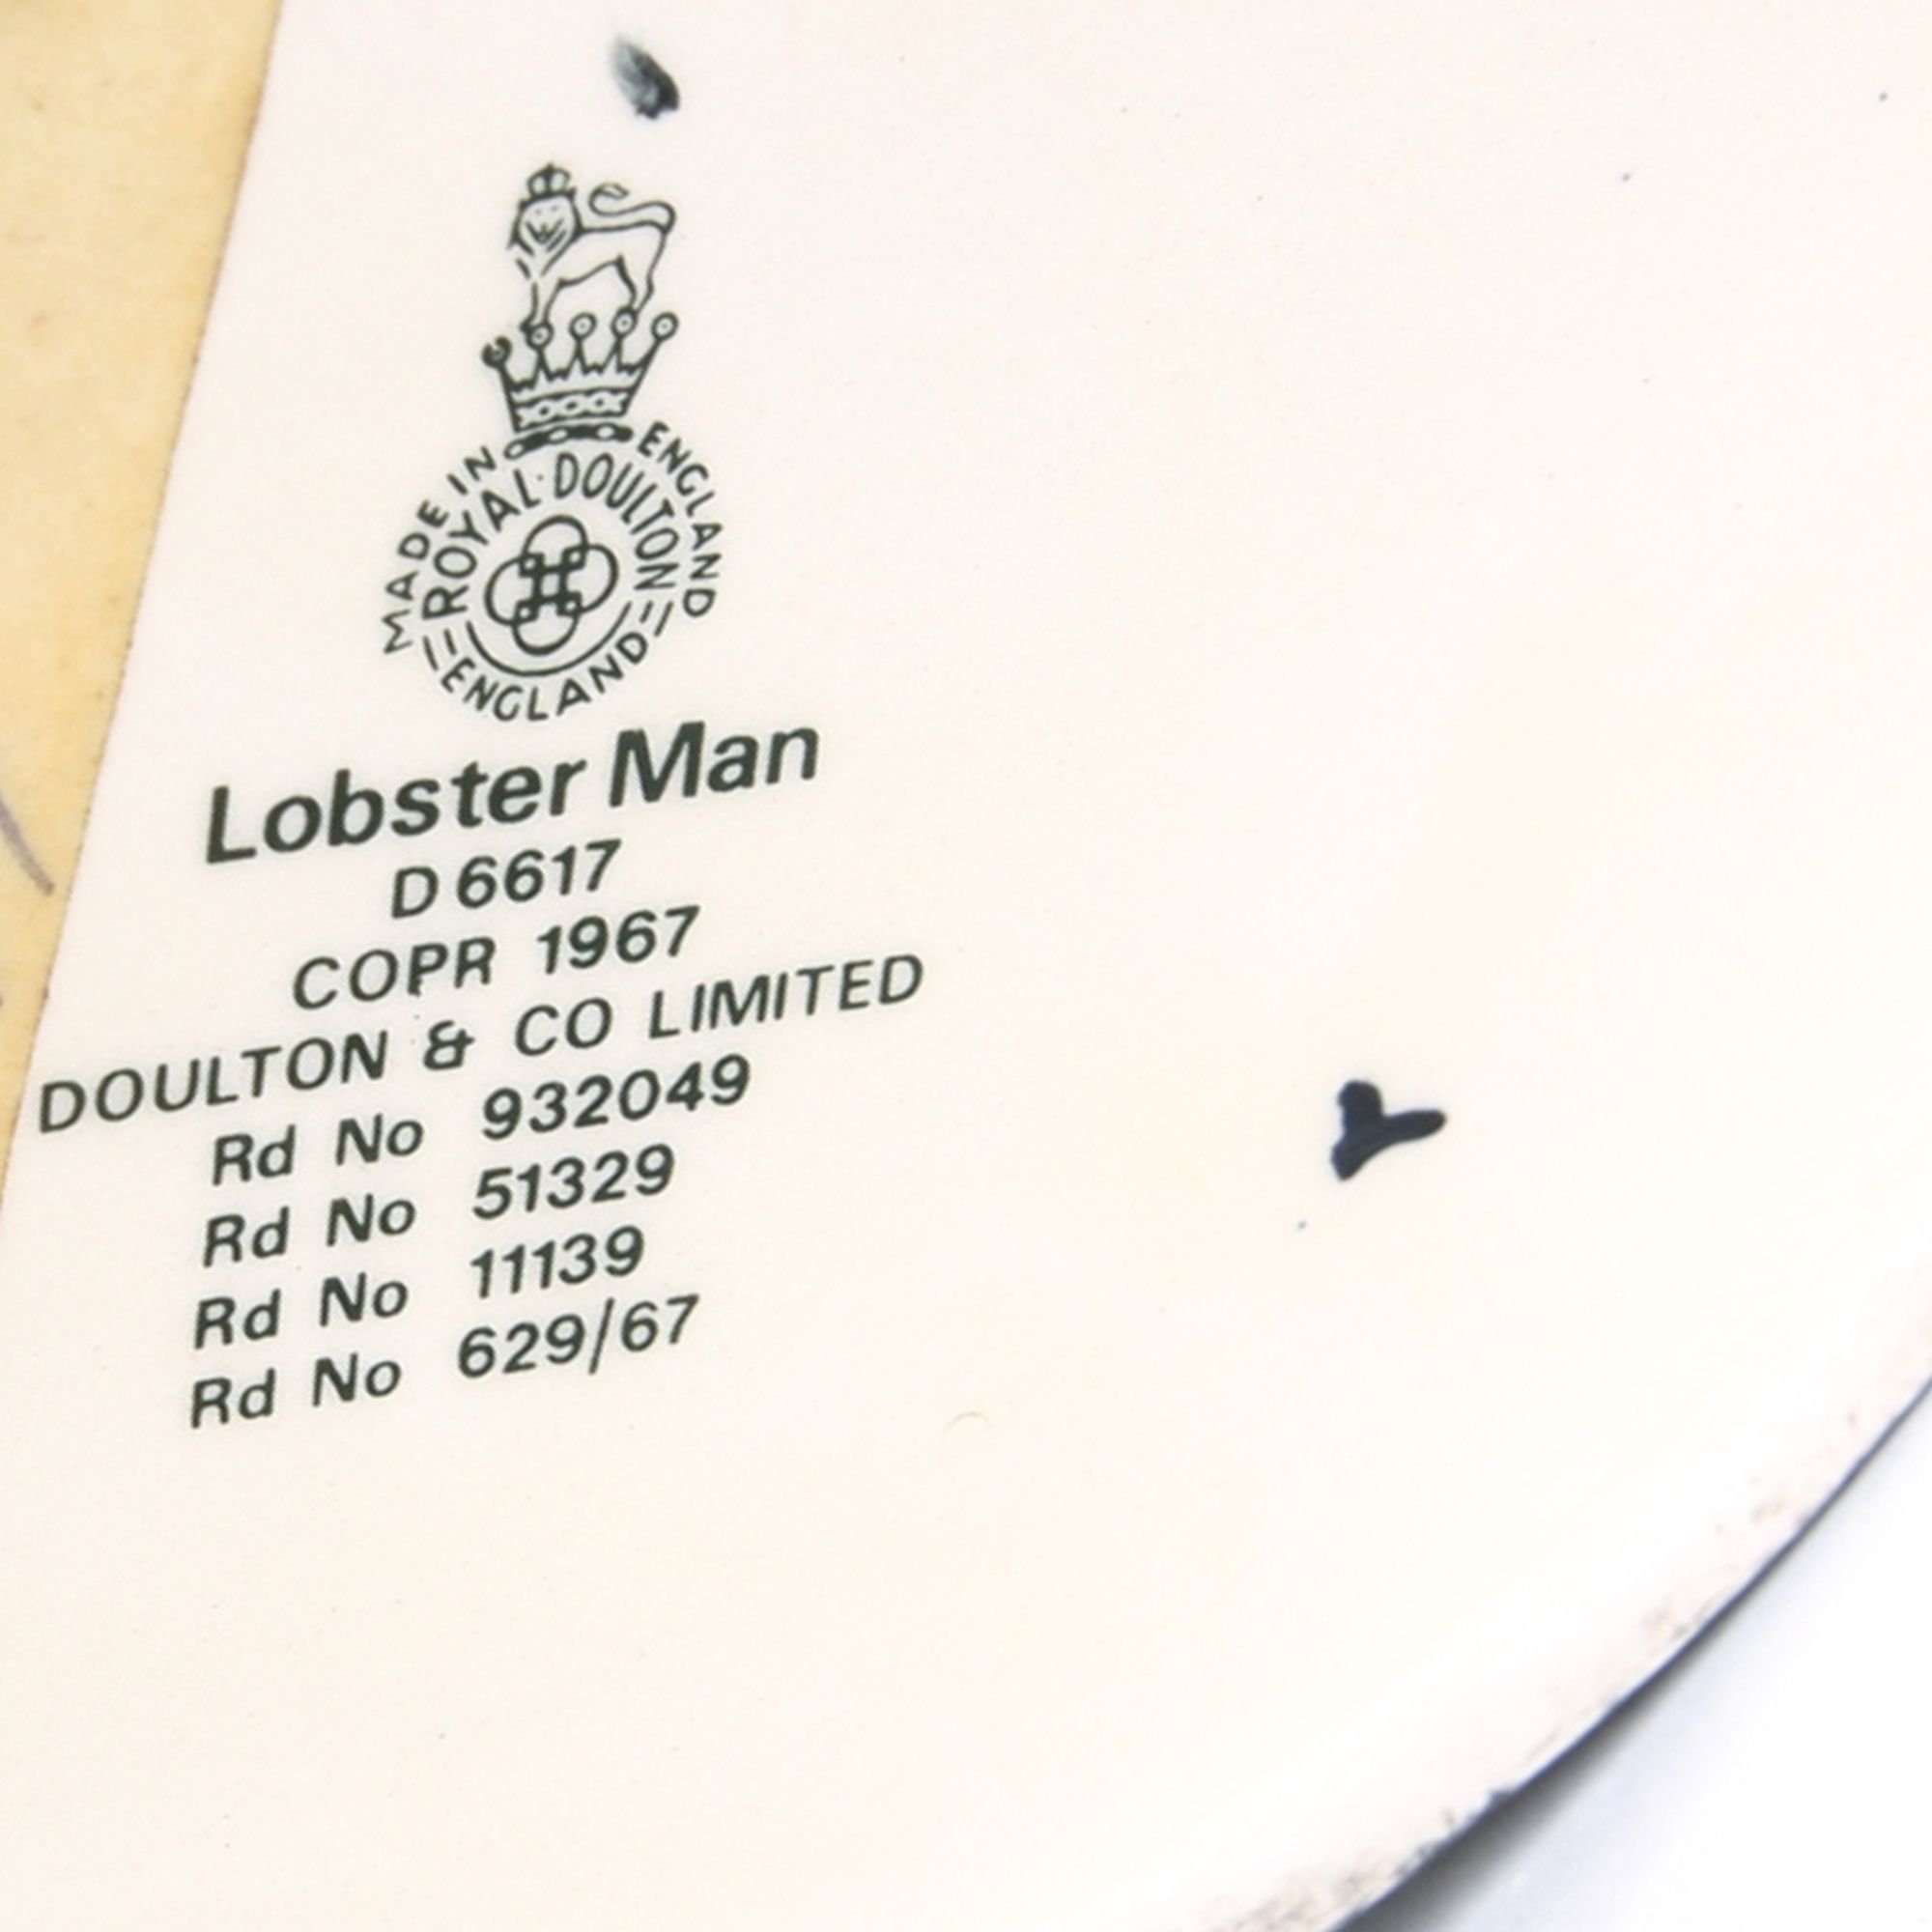 MADE IN ENGLAND
ROYAL·DOULTON
ENGLAND
Lobster Man
D 6617
COPR 1967
DOULTON & CO LIMITED
Rd No 932049
Rd No 51329
Rd No 11139
Rd No 629/67